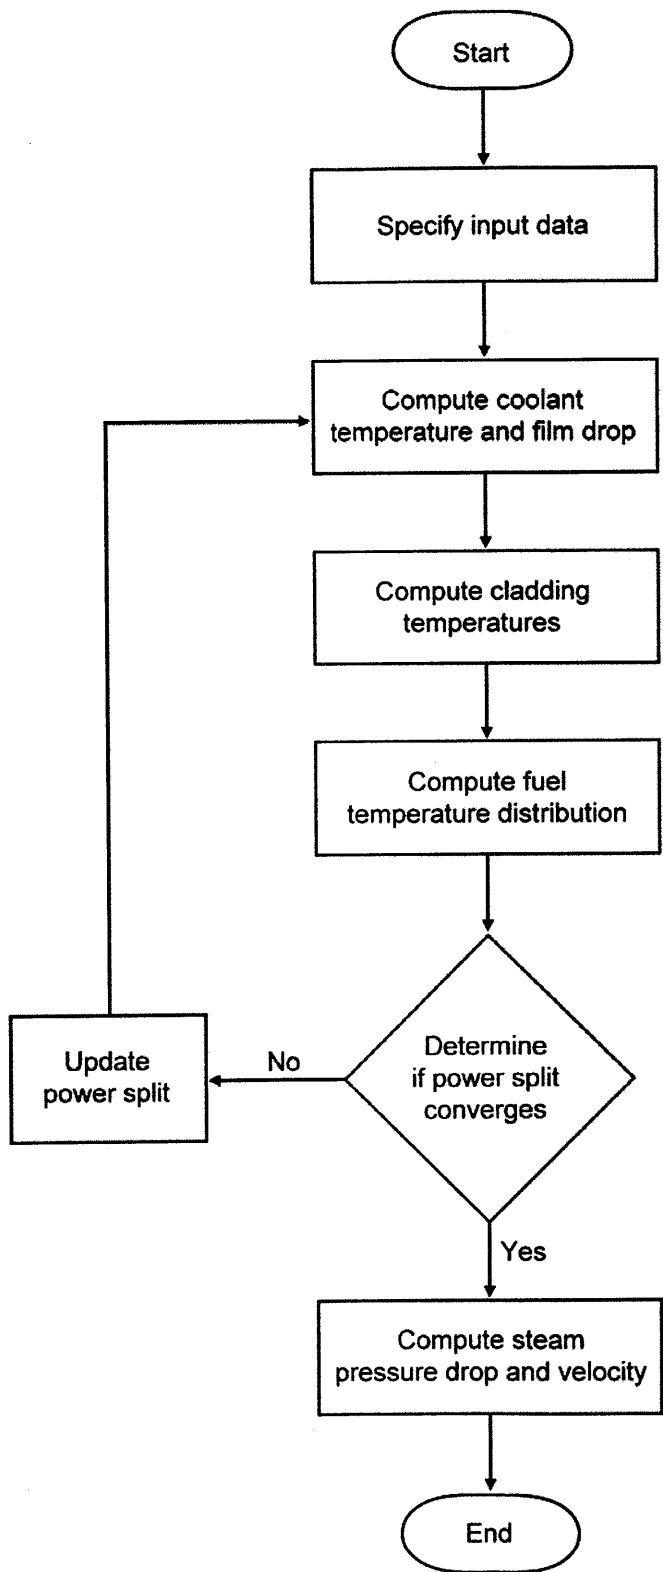 Start
Specify input data
Compute coolant
temperature and film drop
Compute cladding
temperatures
Compute fuel
temperature distribution
Determine
if power split
converges
No
Update
power split
Yes
Compute steam
pressure drop and velocity
End